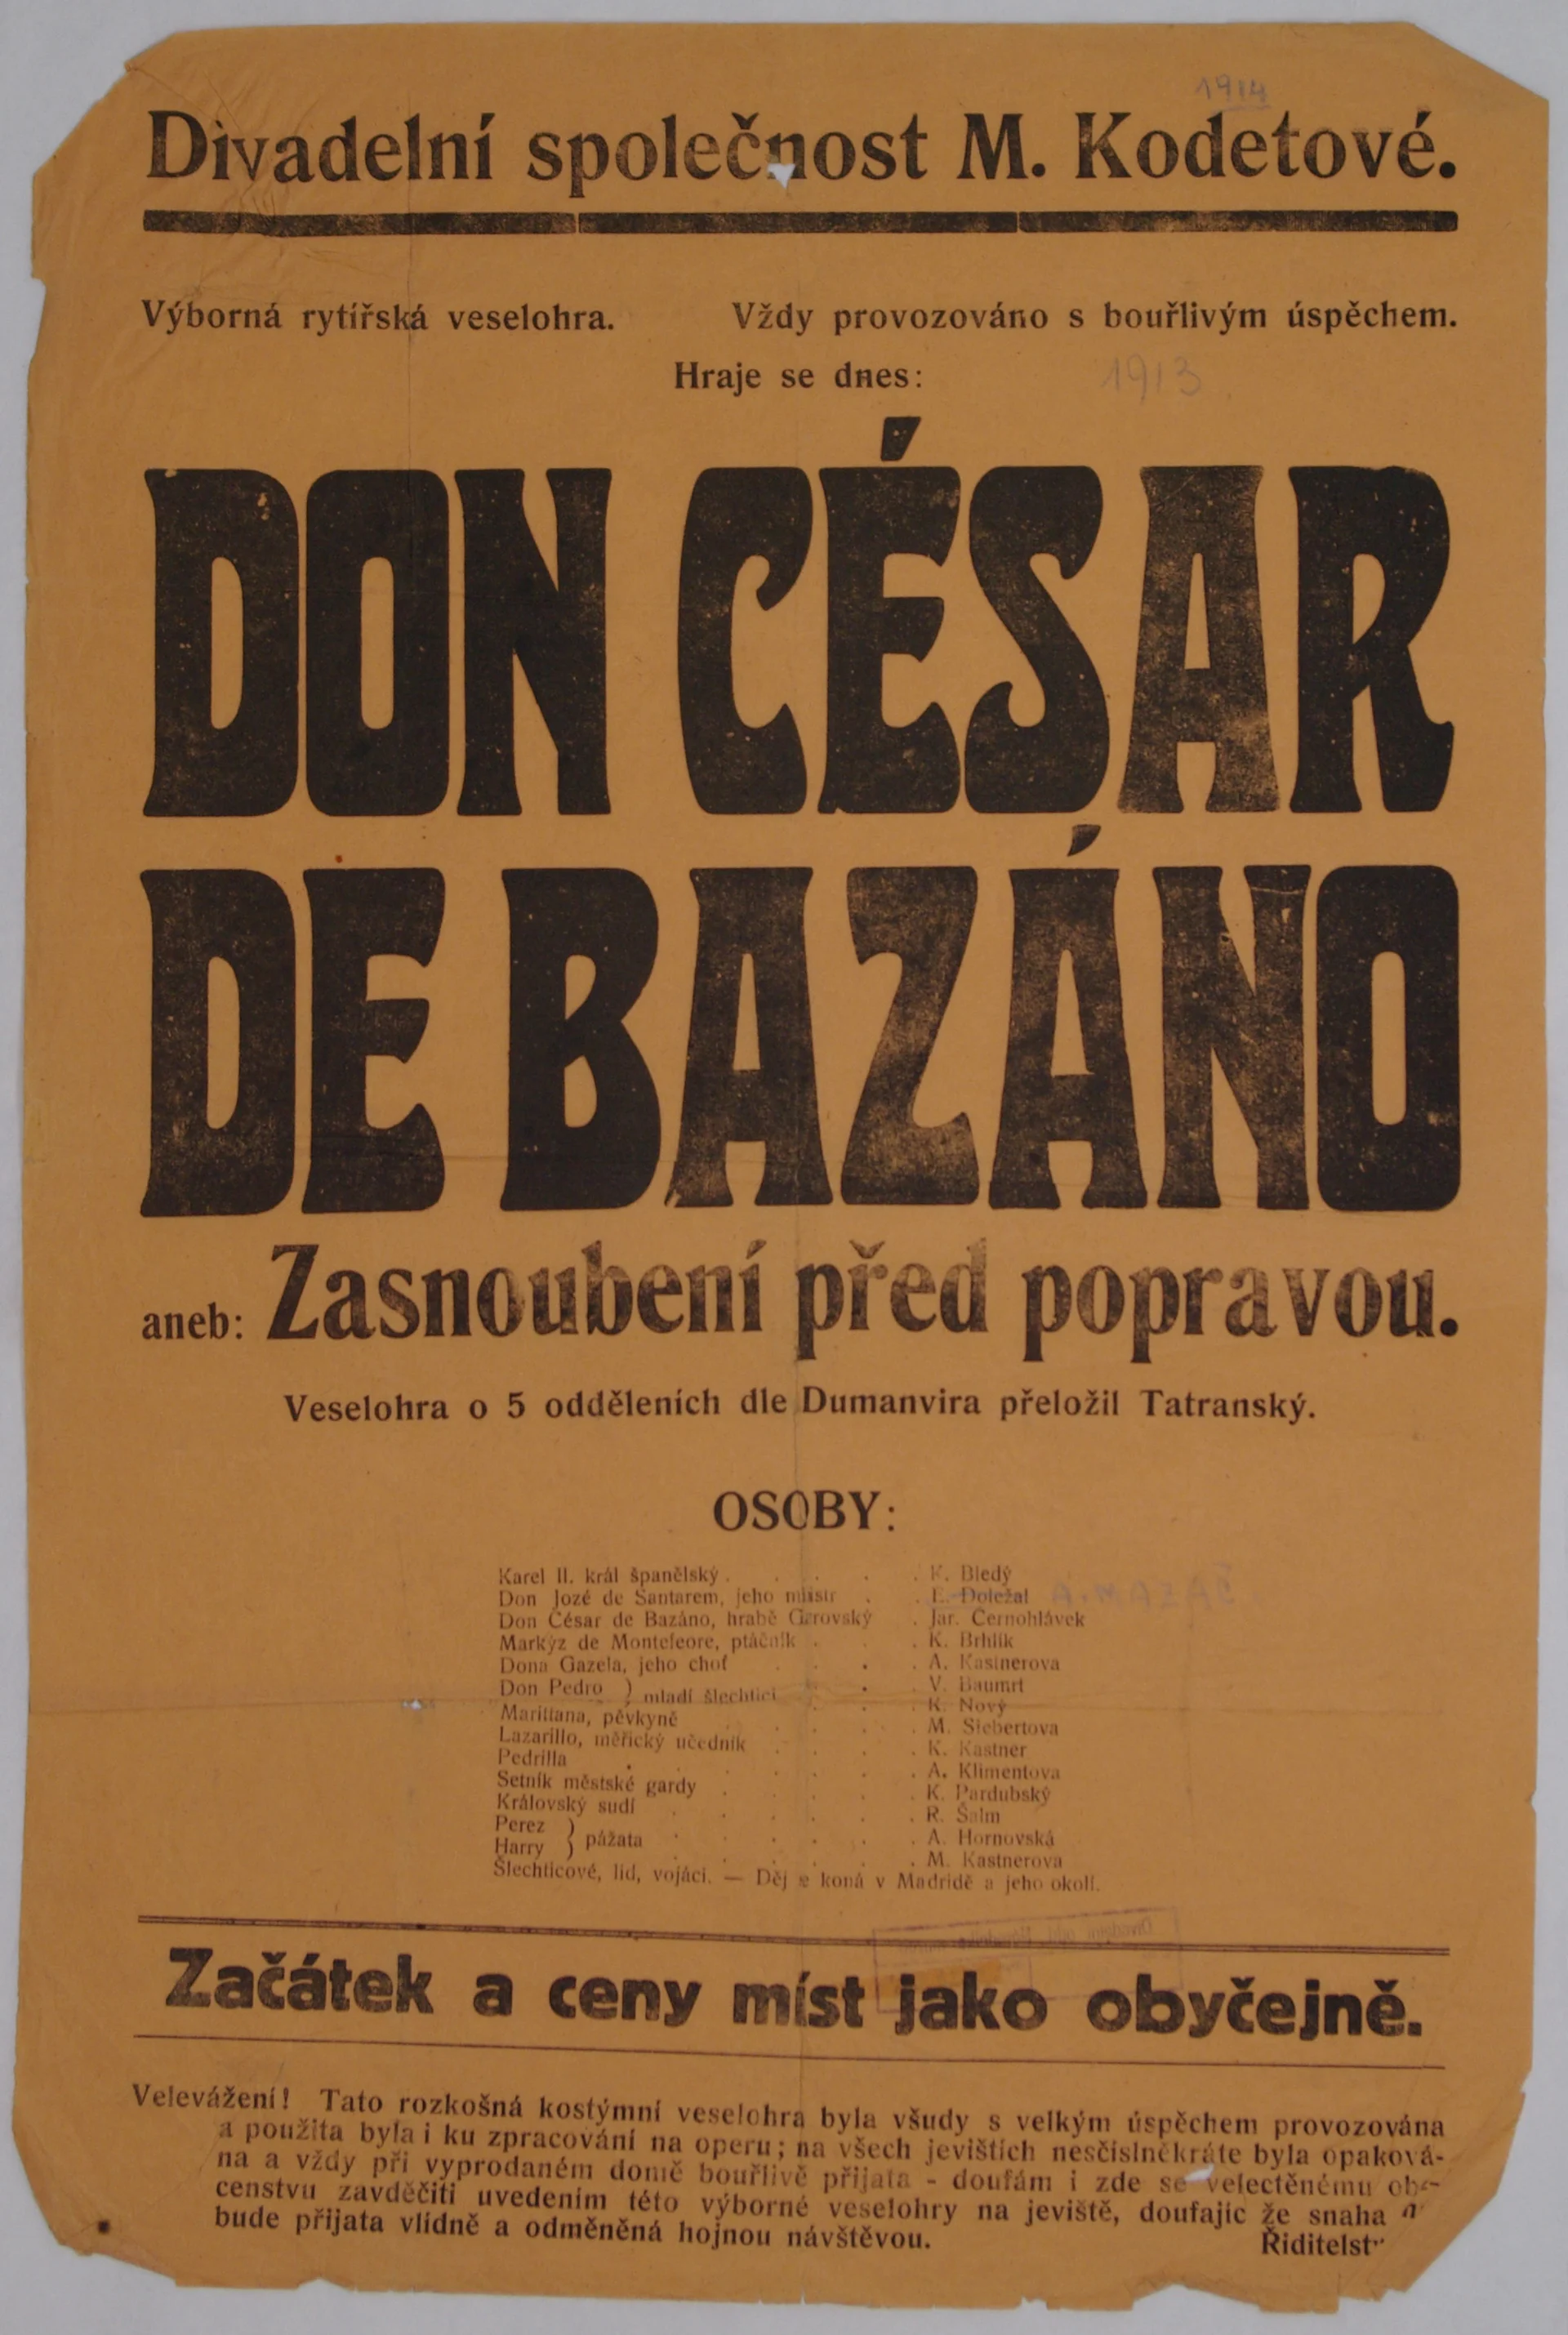 1914
Divadelní společnost M. Kodetové.
Výborná rytířská veselohra. Vždy provozováno s bouřlivým úspěchem.
Hraje se dnes:
1913
DON CÉSAR
DE BAZÁNO
aneb: Zasnoubení před popravou.
Veselohra o 5 odděleních dle Dumanvira přeložil Tatranský.
OSOBY:
Karel II. král španělský . . . . K. Bledý
Don Jozé de Santarem, jeho ministr . . E. Doležal A. MAZAČ
Don César de Bazáno, hrabě Garovský . Jar. Černohlávek
Markýz de Montefeore, ptáčník . . . K. Brhlík
Dona Gazela, jeho choť . . . . A. Kastnerova
Don Pedro } mladí šlechtici . . . V. Baumrt
K. Nový
Maritana, pěvkyně . . . . . M. Siebertova
Lazarillo, měřický učedník . . . . K. Kastner
Pedrilla . . . . . . A. Klimentova
Setník městské gardy . . . . . K. Pardubský
Královský sudí . . . . . R. Šalm
Perez } pážata . . . . A. Hornovská
Harry . . . . M. Kastnerova
Šlechticové, lid, vojáci. — Děj se koná v Madridě a jeho okolí.
Začátek a ceny míst jako obyčejně.
Velevážení! Tato rozkošná kostýmní veselohra byla všudy s velkým úspěchem provozována
a použita byla i ku zpracování na operu; na všech jevištích nesčíslněkráte byla opaková-
na a vždy při vyprodaném domě bouřlivě přijata - doufám i zde se velectěnému obe-
censtvu zavděčiti uvedením této výborné veselohry na jeviště, doufajíc že snaha
bude přijata vlídně a odměněná hojnou návštěvou. Řiditelst